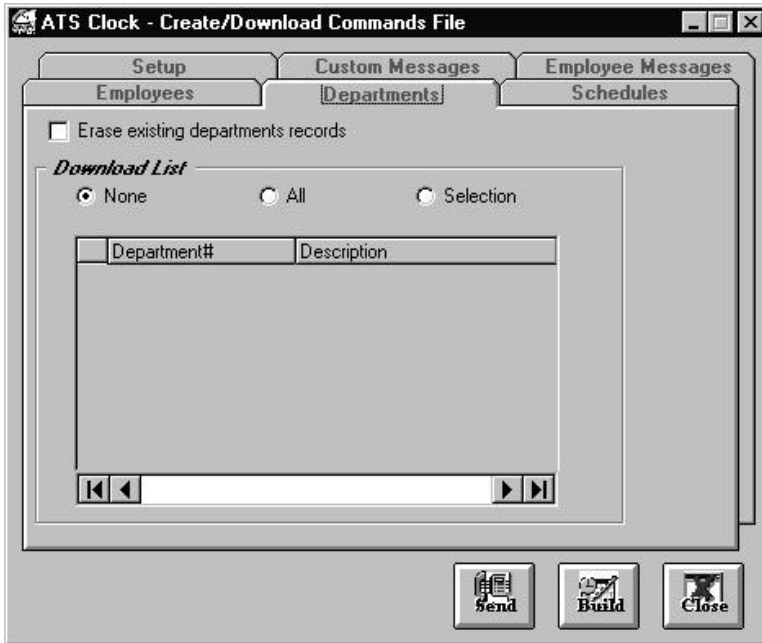 ATS Clock - Create/Download Commands File
Setup Custom Messages Employee Messages
Employees Departments Schedules
Erase existing departments records
Download List
None All Selection
Department# Description
Send Build Close